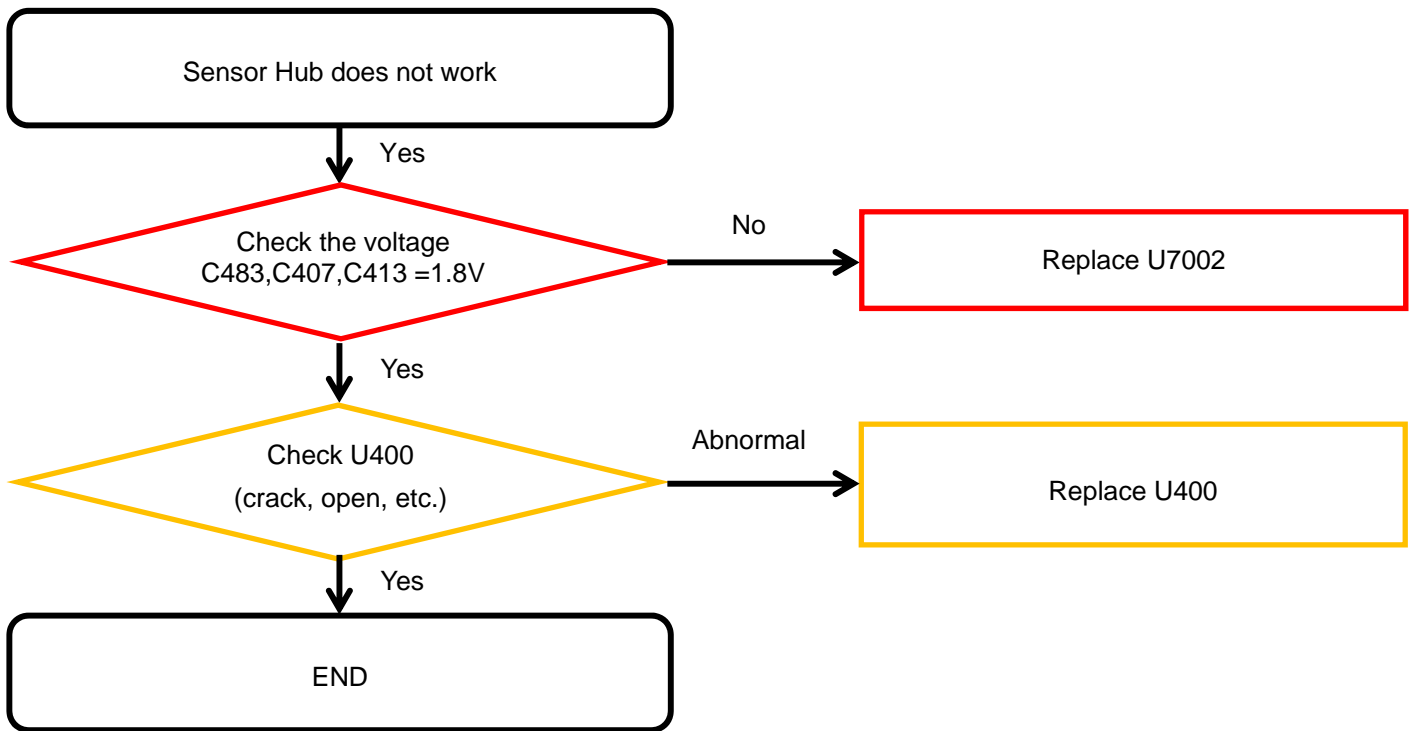 Sensor Hub does not work
Yes
Check the voltage
C483,C407,C413 =1.8V
No
Replace U7002
Yes
Check U400
(crack, open, etc.)
Abnormal
Replace U400
Yes
END